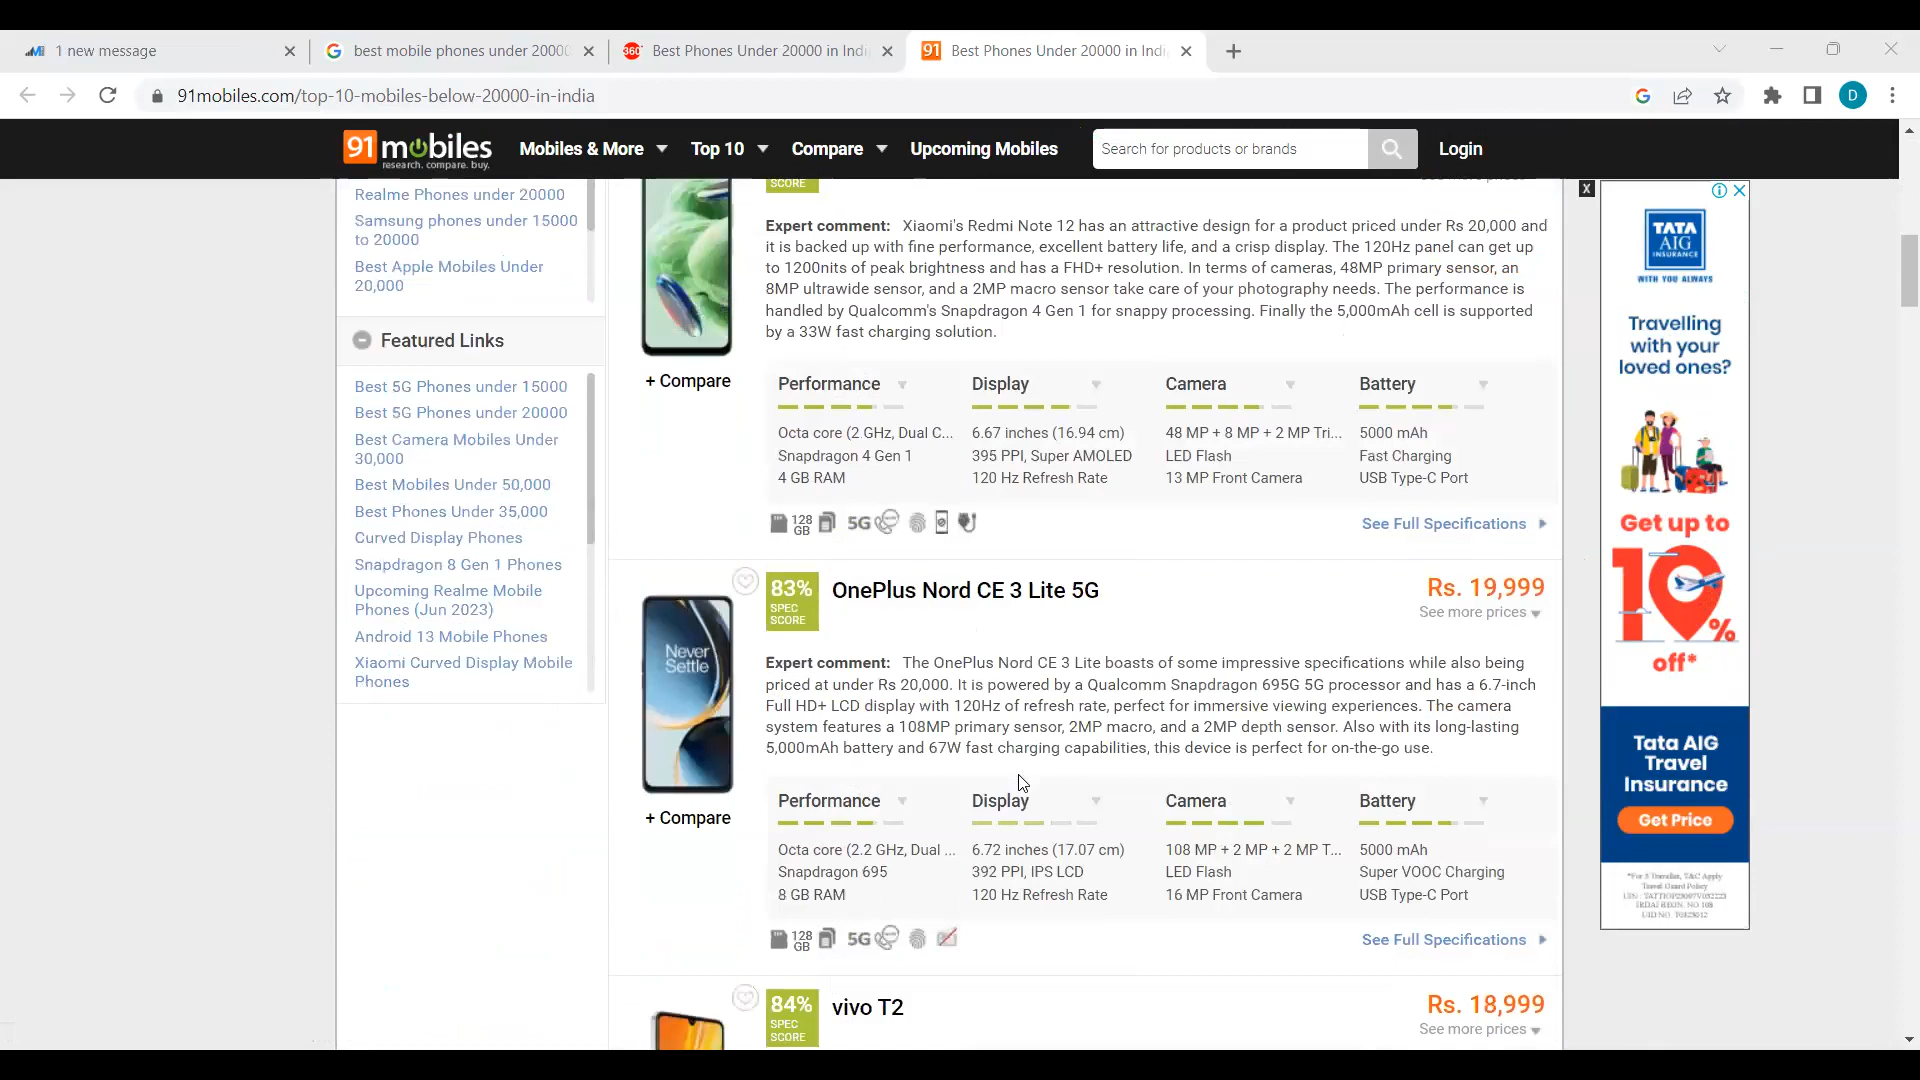 1 new message
best mobile phones under 20000
Best Phones Under 20000 in Indi
Best Phones Under 20000 in Indi
91mobiles.com/top-10-mobiles-below-20000-in-india
D
91mobiles
research. compare. buy.
Mobiles & More
Top 10
Compare
Upcoming Mobiles
Search for products or brands
Login
Realme Phones under 20000
Samsung phones under 15000
to 20000
Best Apple Mobiles Under
20,000
Featured Links
Best 5G Phones under 15000
Best 5G Phones under 20000
Best Camera Mobiles Under
30,000
Best Mobiles Under 50,000
Best Phones Under 35,000
Curved Display Phones
Snapdragon 8 Gen 1 Phones
Upcoming Realme Mobile
Phones (Jun 2023)
Android 13 Mobile Phones
Xiaomi Curved Display Mobile
Phones
SCORE
Expert comment: Xiaomi's Redmi Note 12 has an attractive design for a product priced under Rs 20,000 and
it is backed up with fine performance, excellent battery life, and a crisp display. The 120Hz panel can get up
to 1200nits of peak brightness and has a FHD+ resolution. In terms of cameras, 48MP primary sensor, an
8MP ultrawide sensor, and a 2MP macro sensor take care of your photography needs. The performance is
handled by Qualcomm's Snapdragon 4 Gen 1 for snappy processing. Finally the 5,000mAh cell is supported
by a 33W fast charging solution.
+ Compare
Performance
Display
Camera
Battery
Octa core (2 GHz, Dual C...
6.67 inches (16.94 cm)
48 MP + 8 MP + 2 MP Tri...
5000 mAh
Snapdragon 4 Gen 1
395 PPI, Super AMOLED
LED Flash
Fast Charging
4 GB RAM
120 Hz Refresh Rate
13 MP Front Camera
USB Type-C Port
128
GB
5G
See Full Specifications
83%
SPEC
SCORE
OnePlus Nord CE 3 Lite 5G
Rs. 19,999
See more prices
Never
Settle
Expert comment: The OnePlus Nord CE 3 Lite boasts of some impressive specifications while also being
priced at under Rs 20,000. It is powered by a Qualcomm Snapdragon 695G 5G processor and has a 6.7-inch
Full HD+ LCD display with 120Hz of refresh rate, perfect for immersive viewing experiences. The camera
system features a 108MP primary sensor, 2MP macro, and a 2MP depth sensor. Also with its long-lasting
5,000mAh battery and 67W fast charging capabilities, this device is perfect for on-the-go use.
+ Compare
Performance
Display
Camera
Battery
Octa core (2.2 GHz, Dual ...
6.72 inches (17.07 cm)
108 MP + 2 MP + 2 MP T...
5000 mAh
Snapdragon 695
392 PPI, IPS LCD
LED Flash
Super VOOC Charging
8 GB RAM
120 Hz Refresh Rate
16 MP Front Camera
USB Type-C Port
128
GB
5G
See Full Specifications
84%
SPEC
SCORE
vivo T2
Rs. 18,999
See more prices
X
TATA
AIG
INSURANCE
WITH YOU ALWAYS
Travelling
with your
loved ones?
Get up to
10%
off*
Tata AIG
Travel
Insurance
Get Price